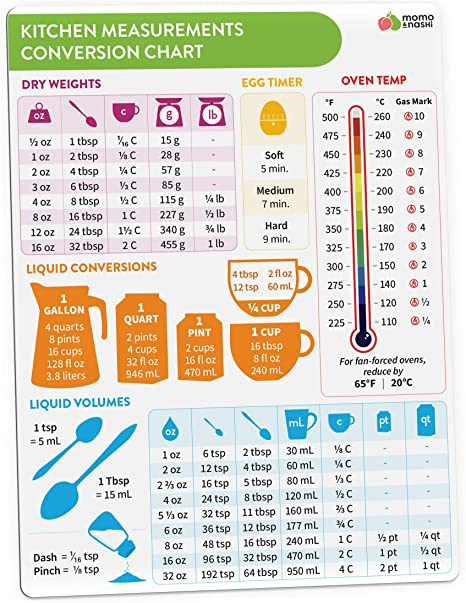 KITCHEN MEASUREMENTS
CONVERSION CHART
momo
& nashi
DRY WEIGHTS
oz c g lb
½ oz 1 tbsp ¹⁄₁₆ C 15 g -
1 oz 2 tbsp ⅛ C 28 g -
2 oz 4 tbsp ¼ C 57 g -
3 oz 6 tbsp ⅓ C 85 g -
4 oz 8 tbsp ½ C 115 g ¼ lb
8 oz 16 tbsp 1 C 227 g ½ lb
12 oz 24 tbsp 1½ C 340 g ¾ lb
16 oz 32 tbsp 2 C 455 g 1 lb
EGG TIMER
Soft
5 min.
Medium
7 min.
Hard
9 min.
OVEN TEMP
°F °C Gas Mark
500 260 10
475 240 9
450 230 8
425 220 7
400 200 6
375 190 5
350 180 4
325 170 3
300 150 2
275 140 1
250 120 ½
225 110 ¼
For fan-forced ovens,
reduce by
65°F | 20°C
LIQUID CONVERSIONS
1
GALLON
4 quarts
8 pints
16 cups
128 fl oz
3.8 liters
1
QUART
2 pints
4 cups
32 fl oz
946 mL
1
PINT
2 cups
16 fl oz
470 mL
4 tbsp 2 fl oz
12 tsp 60 mL
¼ CUP
1 CUP
16 tbsp
8 fl oz
240 mL
LIQUID VOLUMES
1 tsp
= 5 mL
1 Tbsp
= 15 mL
Dash = ¹⁄₁₆ tsp
Pinch = ⅛ tsp
oz mL c pt qt
1 oz 6 tsp 2 tbsp 30 mL ⅛ C - -
2 oz 12 tsp 4 tbsp 60 mL ¼ C - -
2 ⅔ oz 16 tsp 5 tbsp 80 mL ⅓ C - -
4 oz 24 tsp 8 tbsp 120 mL ½ C - -
5 ⅓ oz 32 tsp 11 tbsp 160 mL ⅔ C - -
6 oz 36 tsp 12 tbsp 177 mL ¾ C - -
8 oz 48 tsp 16 tbsp 240 mL 1 C ½ pt ¼ qt
16 oz 96 tsp 32 tbsp 470 mL 2 C 1 pt ½ qt
32 oz 192 tsp 64 tbsp 950 mL 4 C 2 pt 1 qt